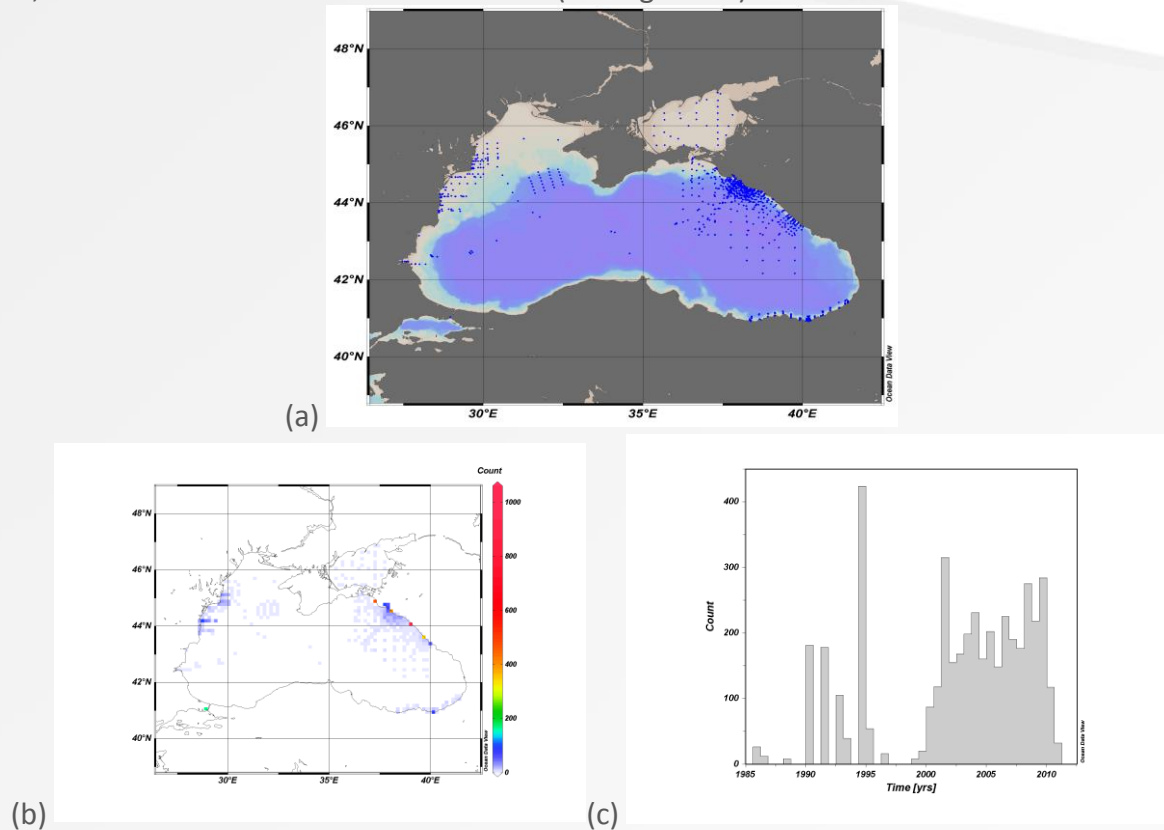 48°N
46°N
44°N
42°N
40°N
30°E 35°E 40°E
Ocean Data View
(a)
Count
48°N
46°N
44°N
42°N
40°N
1000
800
600
400
200
0
30°E 35°E 40°E
Ocean Data View
(b)
Count
400
300
200
100
0
1985 1990 1995 2000 2005 2010
Time [yrs]
Ocean Data View
(c)